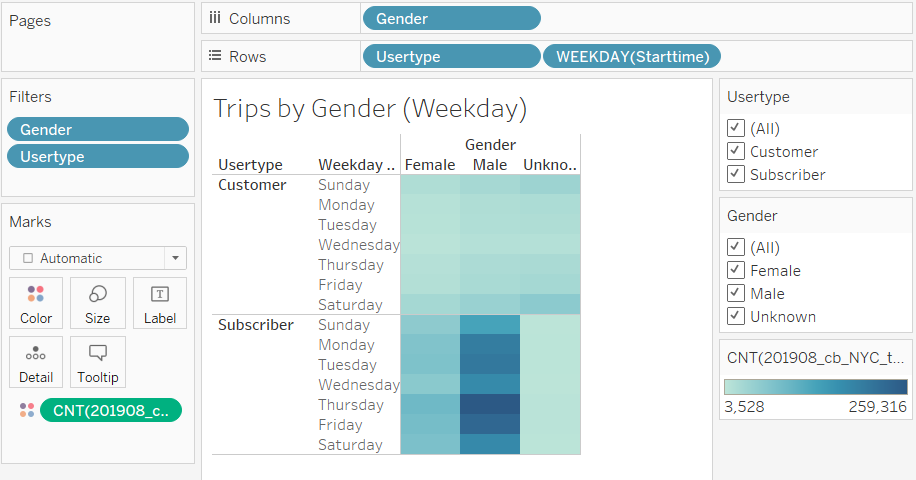 Pages
Columns
Gender
Rows
Usertype
WEEKDAY(Starttime)
Filters
Gender
Usertype
Marks
Automatic
Color
Size
Label
Detail
Tooltip
CNT(201908_c..
Trips by Gender (Weekday)
Gender
Usertype Weekday .. Female Male Unkno..
Customer Sunday
Monday
Tuesday
Wednesday
Thursday
Friday
Saturday
Subscriber Sunday
Monday
Tuesday
Wednesday
Thursday
Friday
Saturday
Usertype
(All)
Customer
Subscriber
Gender
(All)
Female
Male
Unknown
CNT(201908_cb_NYC_t...
3,528 259,316